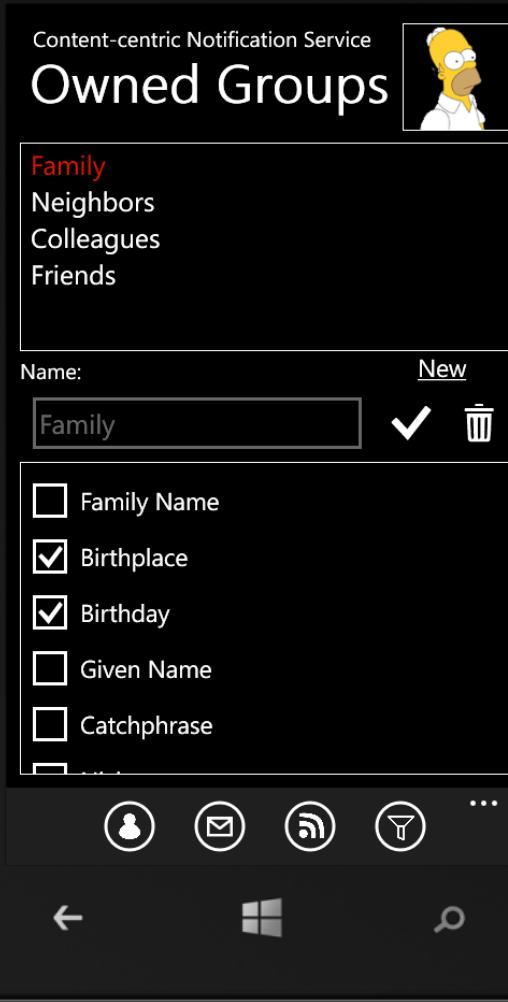 Content-centric Notification Service
Owned Groups
Family
Neighbors
Colleagues
Friends
Name:
New
Family
Family Name
Birthplace
Birthday
Given Name
Catchphrase